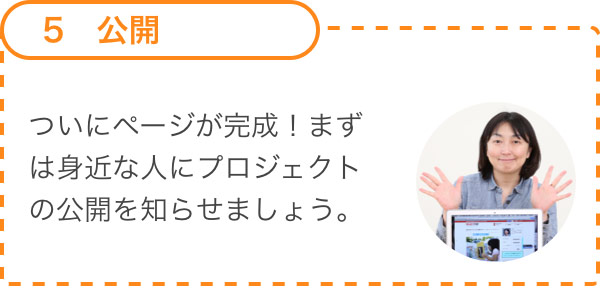 5 公開
ついにページが完成！まず
は身近な人にプロジェクト
の公開を知らせましょう。